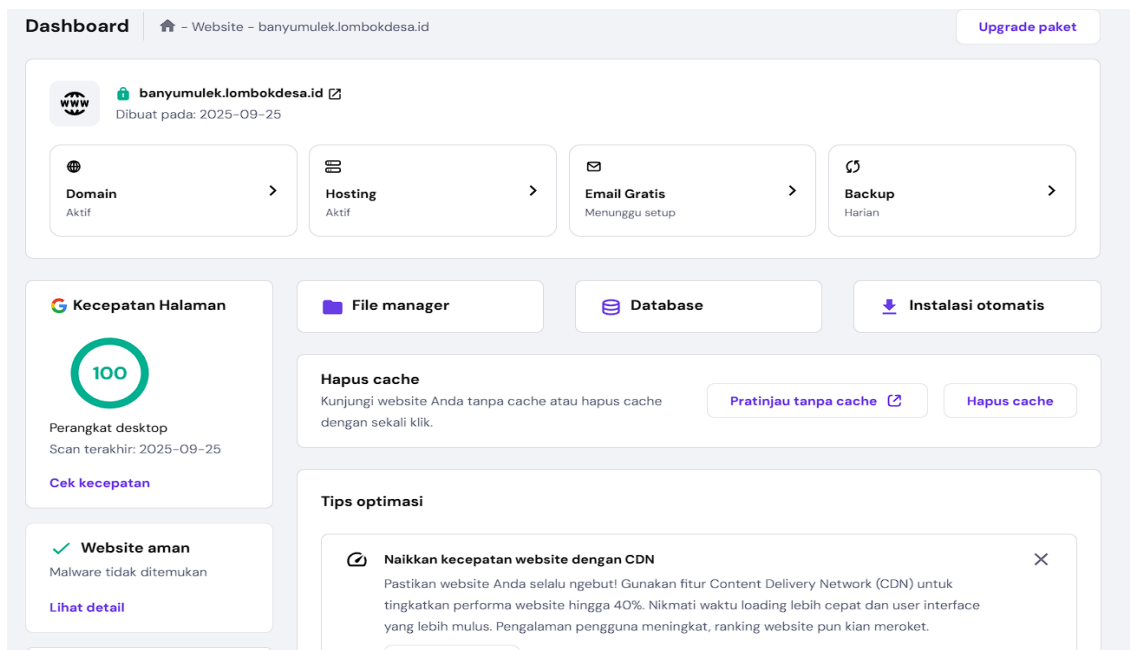 Dashboard
- Website - banyumulek.lombokdesa.id
Upgrade paket
www
banyumulek.lombokdesa.id
Dibuat pada: 2025-09-25
Domain
Aktif
Hosting
Aktif
Email Gratis
Menunggu setup
Backup
Harian
Kecepatan Halaman
100
Perangkat desktop
Scan terakhir: 2025-09-25
Cek kecepatan
Website aman
Malware tidak ditemukan
Lihat detail
File manager
Database
Instalasi otomatis
Hapus cache
Kunjungi website Anda tanpa cache atau hapus cache
dengan sekali klik.
Pratinjau tanpa cache
Hapus cache
Tips optimasi
Naikkan kecepatan website dengan CDN
Pastikan website Anda selalu ngebut! Gunakan fitur Content Delivery Network (CDN) untuk
tingkatkan performa website hingga 40%. Nikmati waktu loading lebih cepat dan user interface
yang lebih mulus. Pengalaman pengguna meningkat, ranking website pun kian meroket.